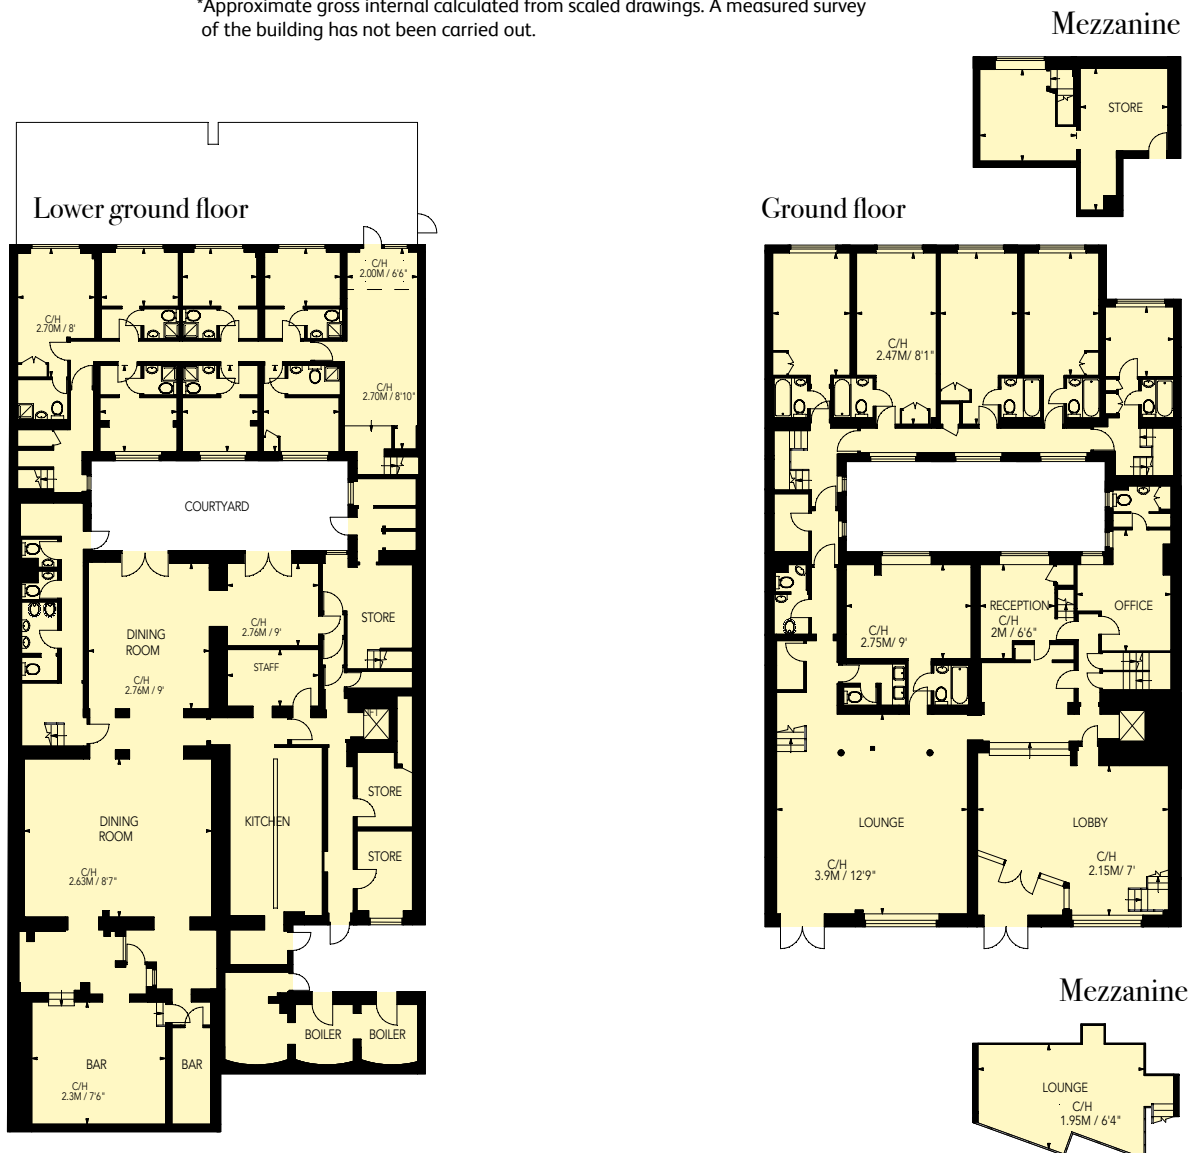 *Approximate gross internal calculated from scaled drawings. A measured survey
of the building has not been carried out.
Mezzanine
STORE
Lower ground floor
C/H
2.00M / 6'6"
C/H
2.70M / 8'
C/H
2.70M / 8'10"
COURTYARD
DINING
ROOM
C/H
2.76M / 9'
C/H
2.76M / 9'
STAFF
STORE
LIFT
DINING
ROOM
C/H
2.63M / 8'7"
KITCHEN
STORE
STORE
BOILER
BOILER
BAR
C/H
2.3M / 7'6"
BAR
Ground floor
C/H
2.47M/ 8'1"
C/H
2.75M/ 9'
RECEPTION
C/H
2M / 6'6"
OFFICE
LOUNGE
C/H
3.9M / 12'9"
LOBBY
C/H
2.15M/ 7'
Mezzanine
LOUNGE
C/H
1.95M / 6'4"